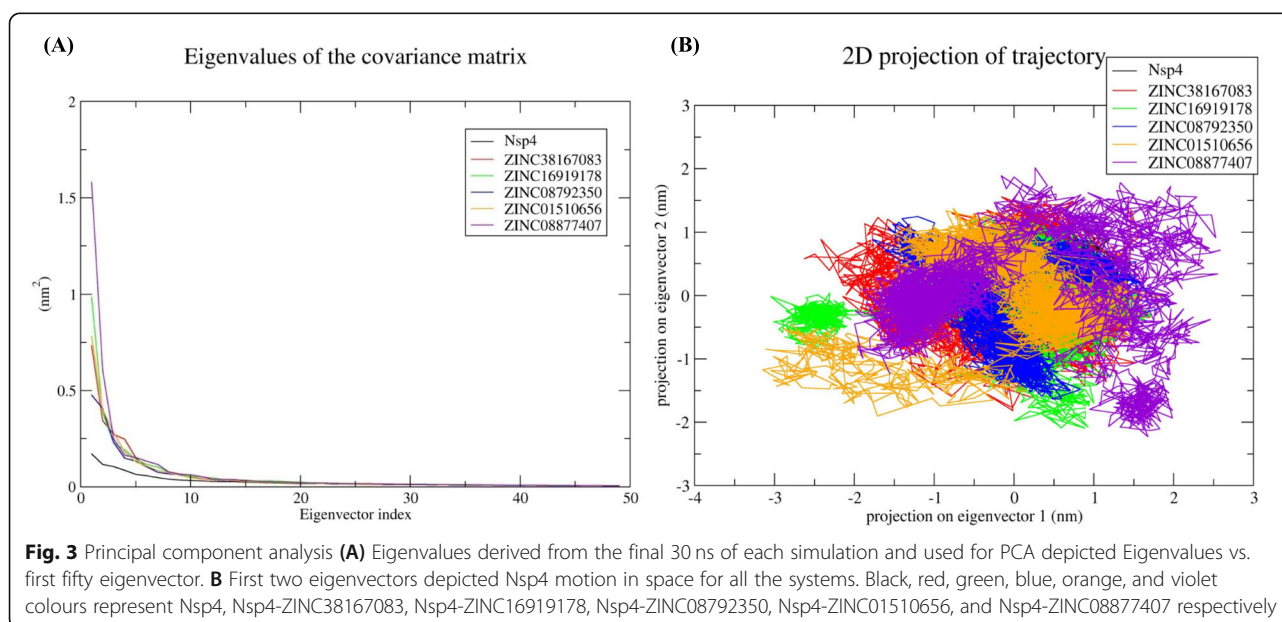 (A)
Eigenvalues of the covariance matrix
2
1.5
1
0.5
0
(nm²)
0
10
20
30
40
50
Eigenvector index
Nsp4
ZINC38167083
ZINC16919178
ZINC08792350
ZINC01510656
ZINC08877407
(B)
2D projection of trajectory
Nsp4
ZINC38167083
ZINC16919178
ZINC08792350
ZINC01510656
ZINC08877407
3
2
1
0
-1
-2
-3
projection on eigenvector 2 (nm)
-4
-3
-2
-1
0
1
2
3
projection on eigenvector 1 (nm)
Fig. 3 Principal component analysis (A) Eigenvalues derived from the final 30 ns of each simulation and used for PCA depicted Eigenvalues vs.
first fifty eigenvector. B First two eigenvectors depicted Nsp4 motion in space for all the systems. Black, red, green, blue, orange, and violet
colours represent Nsp4, Nsp4-ZINC38167083, Nsp4-ZINC16919178, Nsp4-ZINC08792350, Nsp4-ZINC01510656, and Nsp4-ZINC08877407 respectively